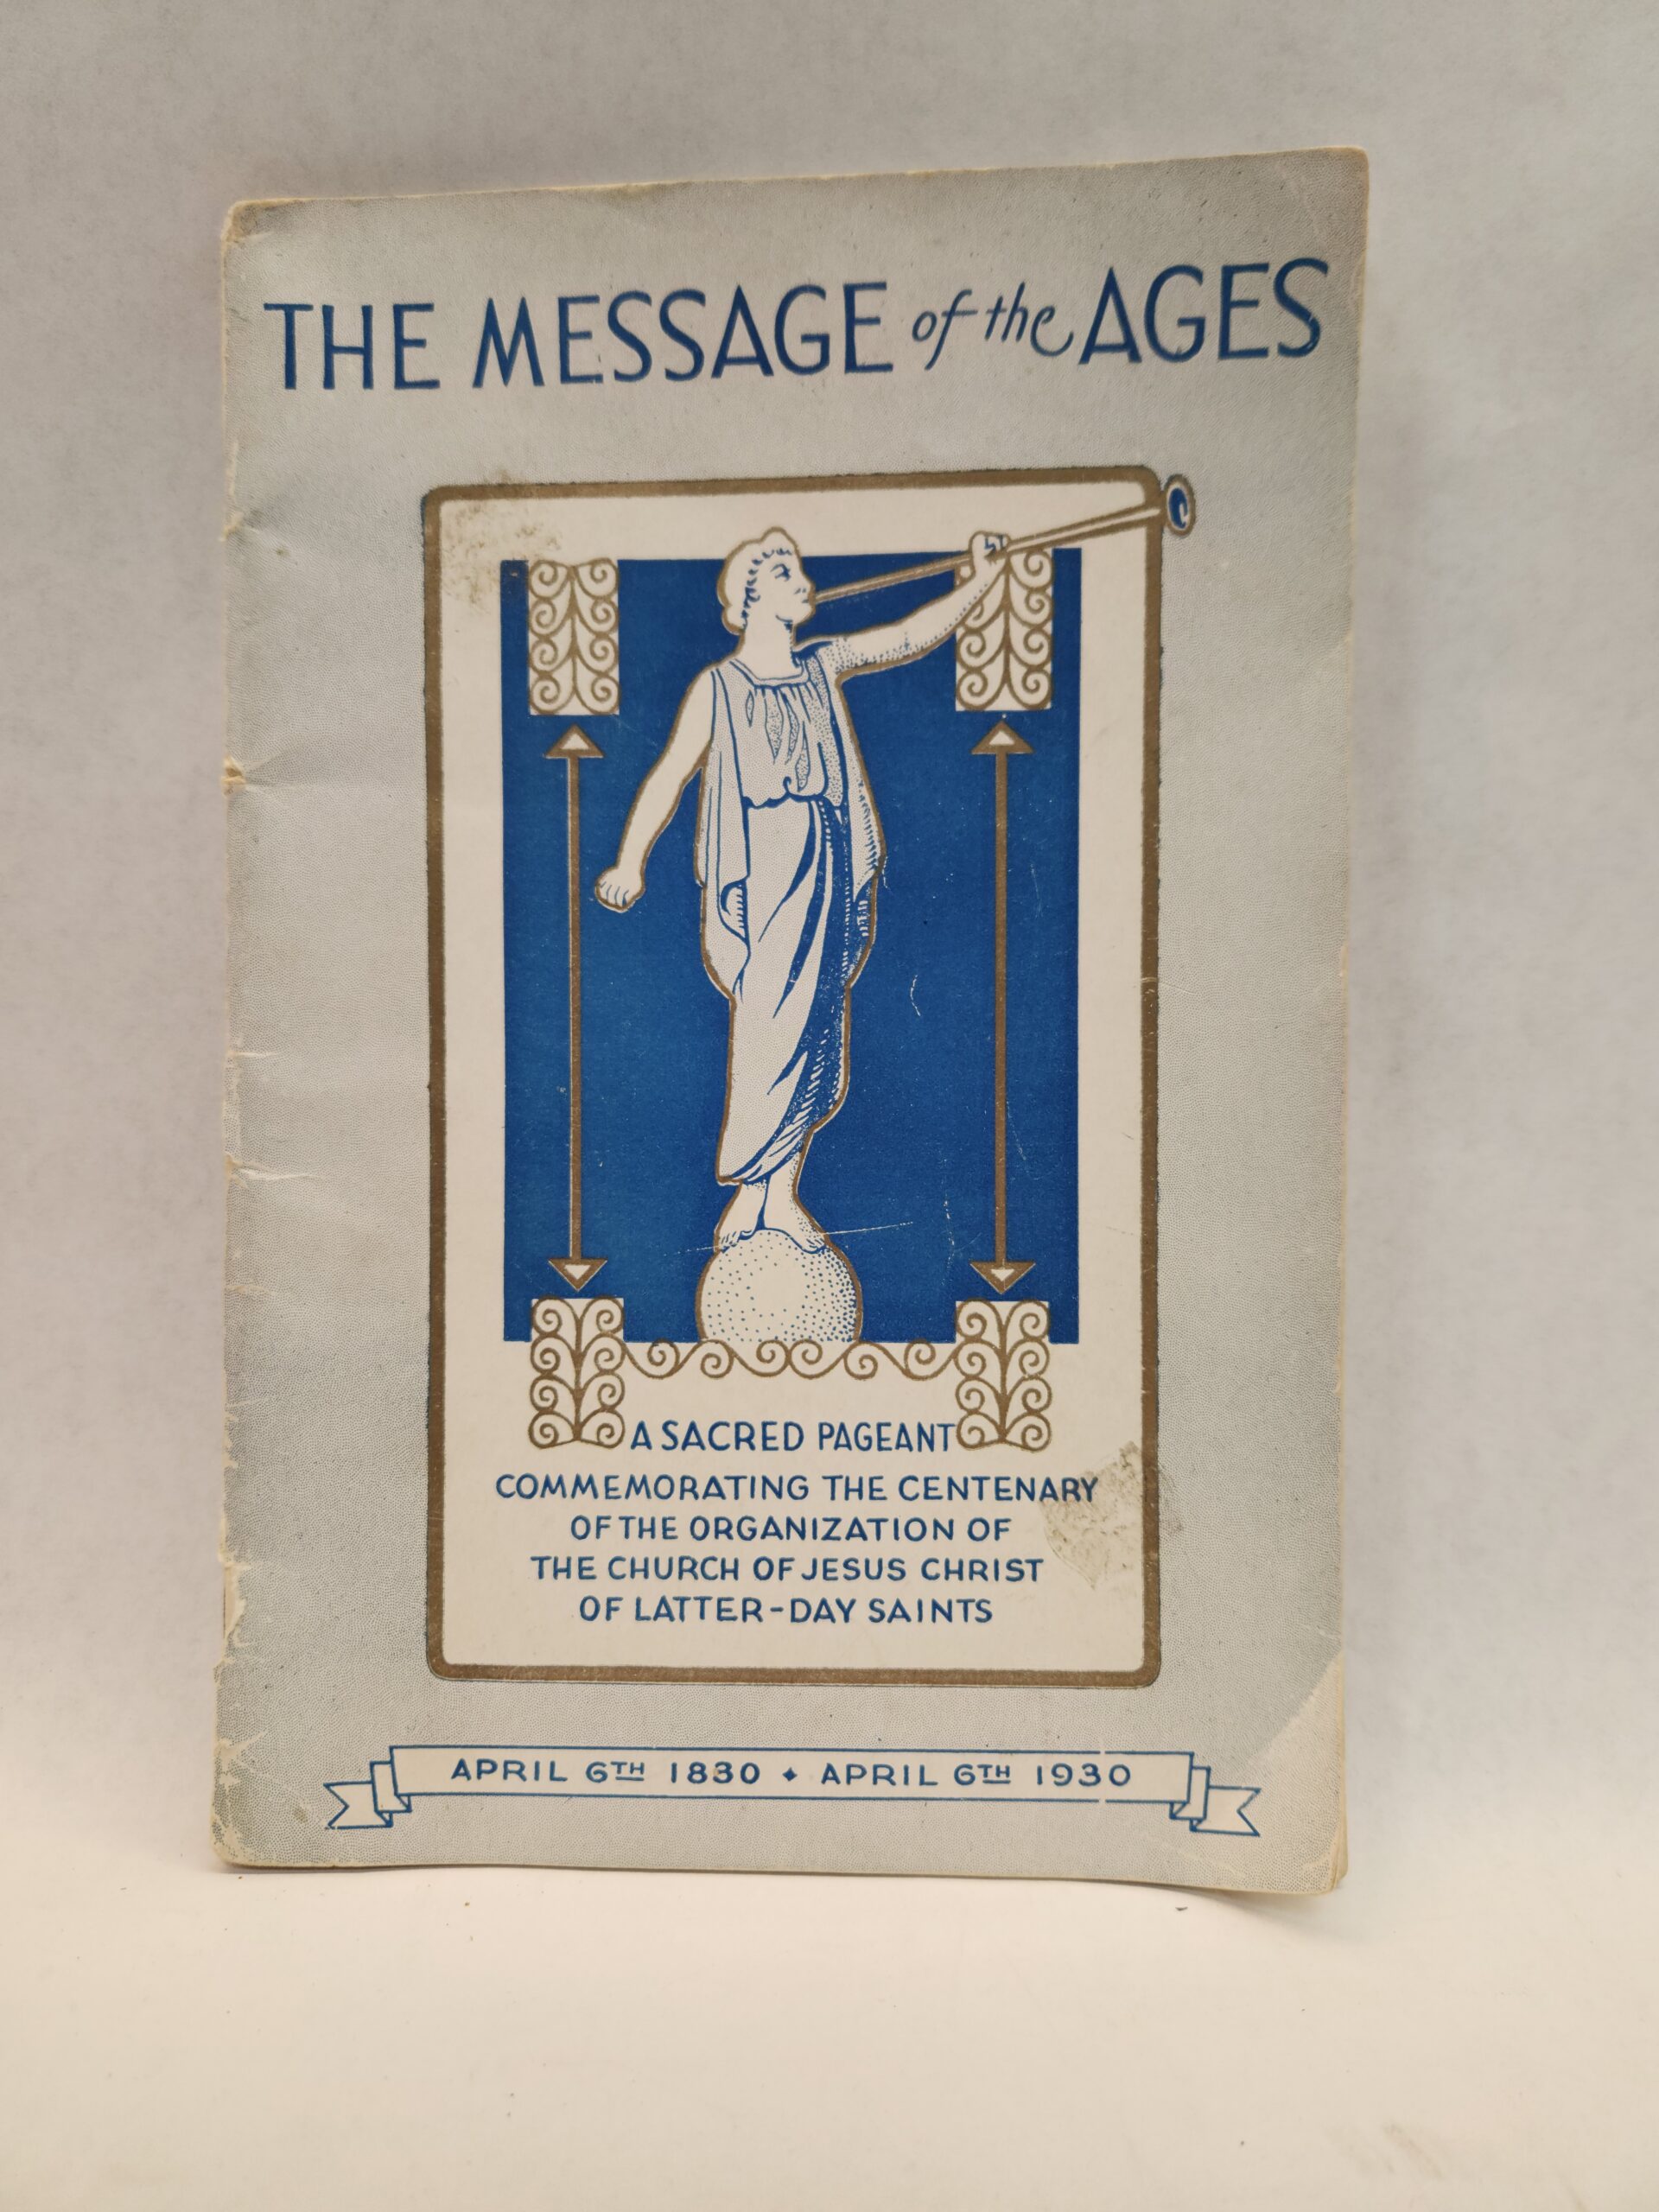 THE MESSAGE of the AGES
A SACRED PAGEANT
COMMEMORATING THE CENTENARY
OF THE ORGANIZATION OF
THE CHURCH OF JESUS CHRIST
OF LATTER-DAY SAINTS
APRIL 6TH 1830 ✦ APRIL 6TH 1930